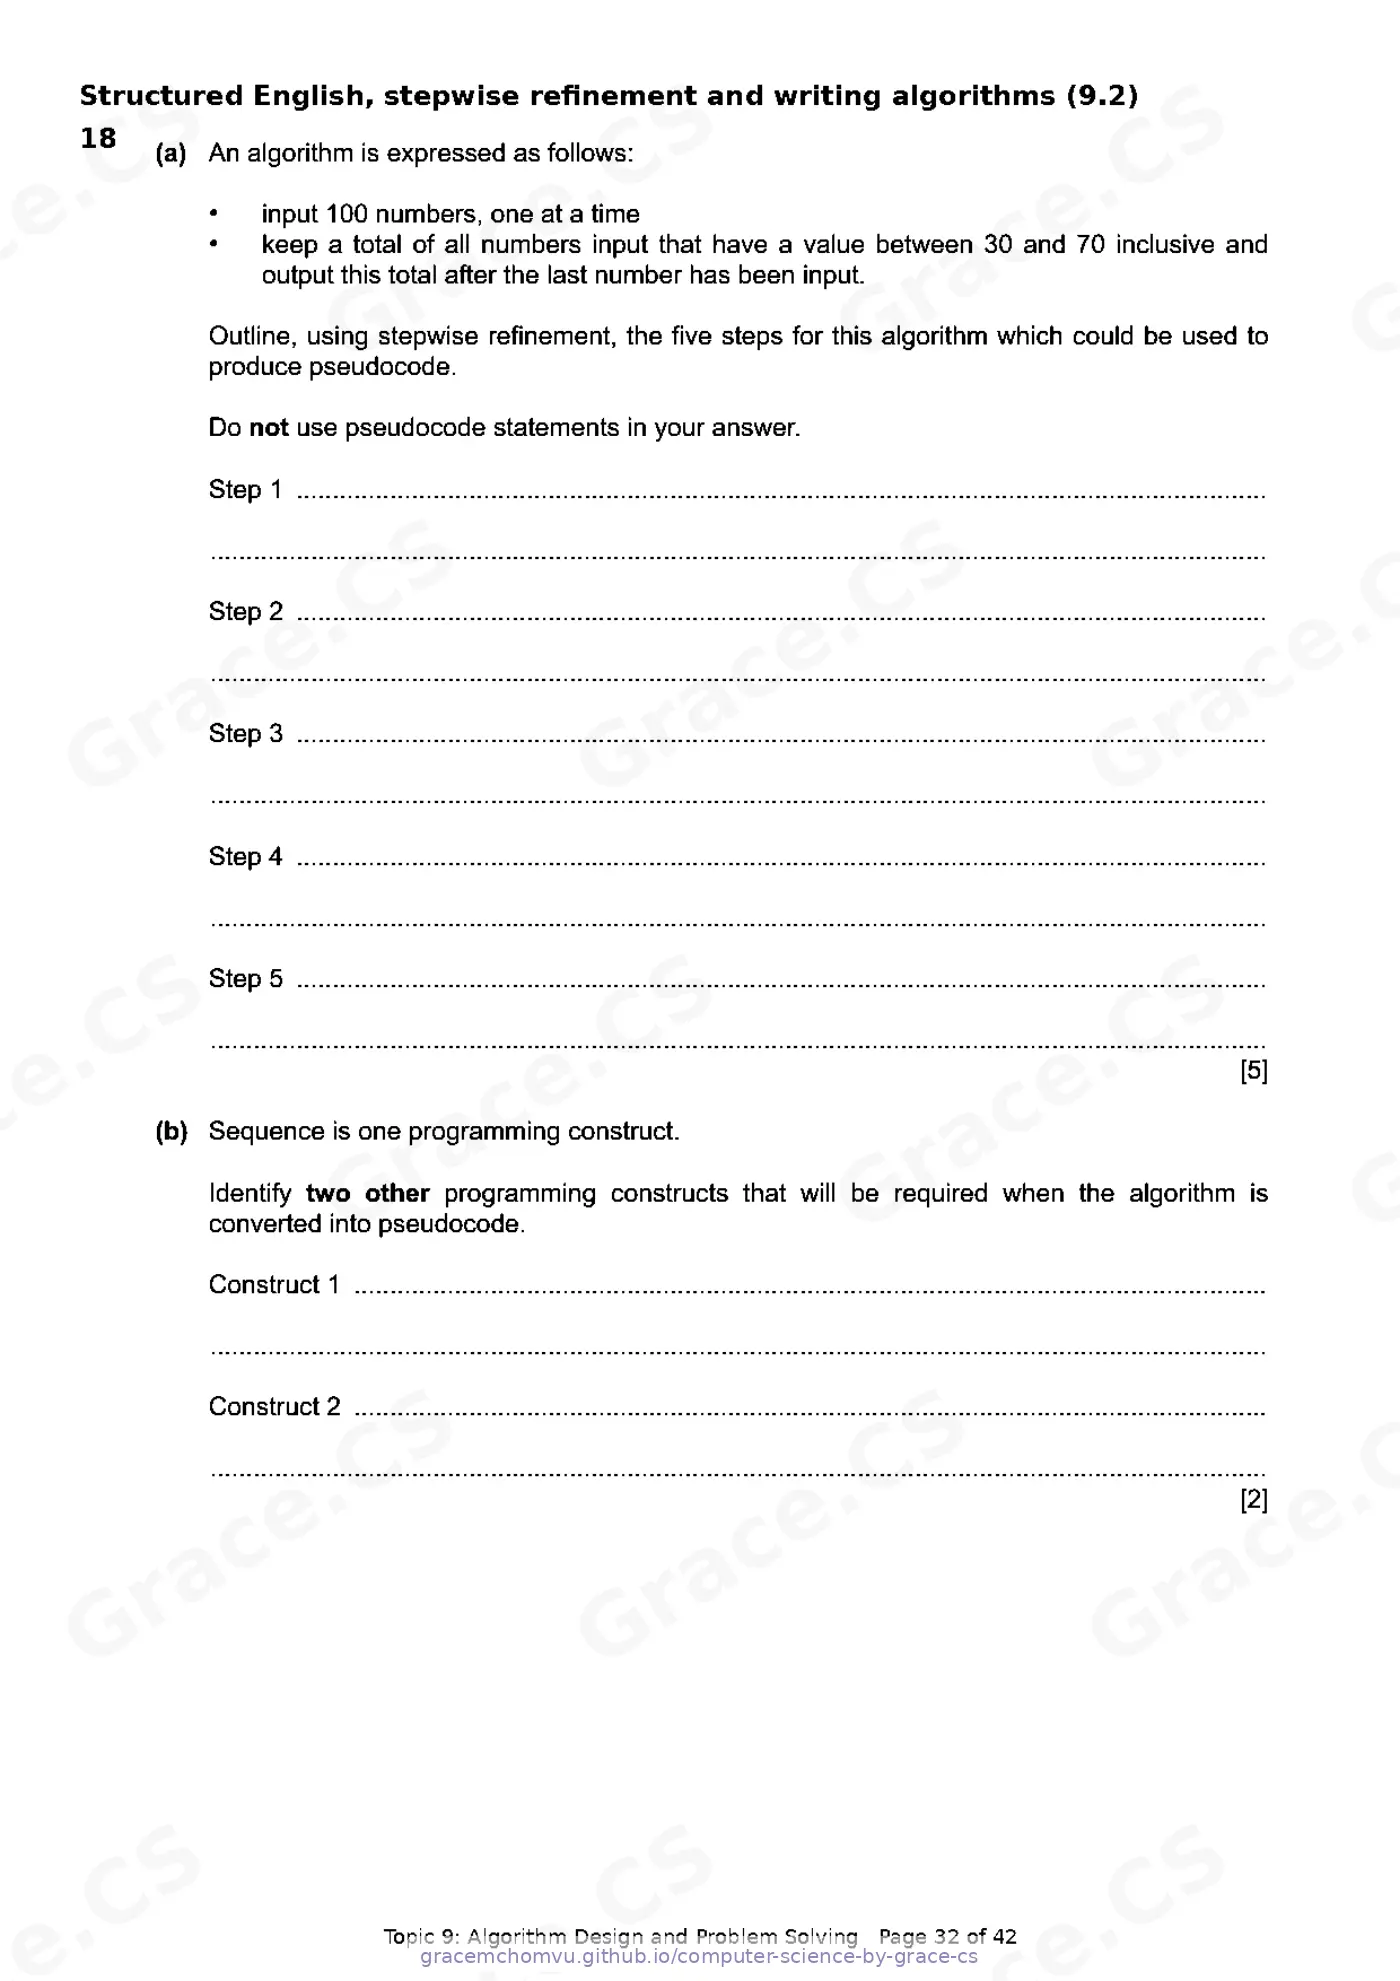 Structured English, stepwise refinement and writing algorithms (9.2)
18
(a) An algorithm is expressed as follows:
• input 100 numbers, one at a time
• keep a total of all numbers input that have a value between 30 and 70 inclusive and
output this total after the last number has been input.
Outline, using stepwise refinement, the five steps for this algorithm which could be used to
produce pseudocode.
Do not use pseudocode statements in your answer.
Step 1
Step 2
Step 3
Step 4
Step 5
[5]
(b) Sequence is one programming construct.
Identify two other programming constructs that will be required when the algorithm is
converted into pseudocode.
Construct 1
Construct 2
[2]
Topic 9: Algorithm Design and Problem Solving Page 32 of 42
gracemchomvu.github.io/computer-science-by-grace-cs